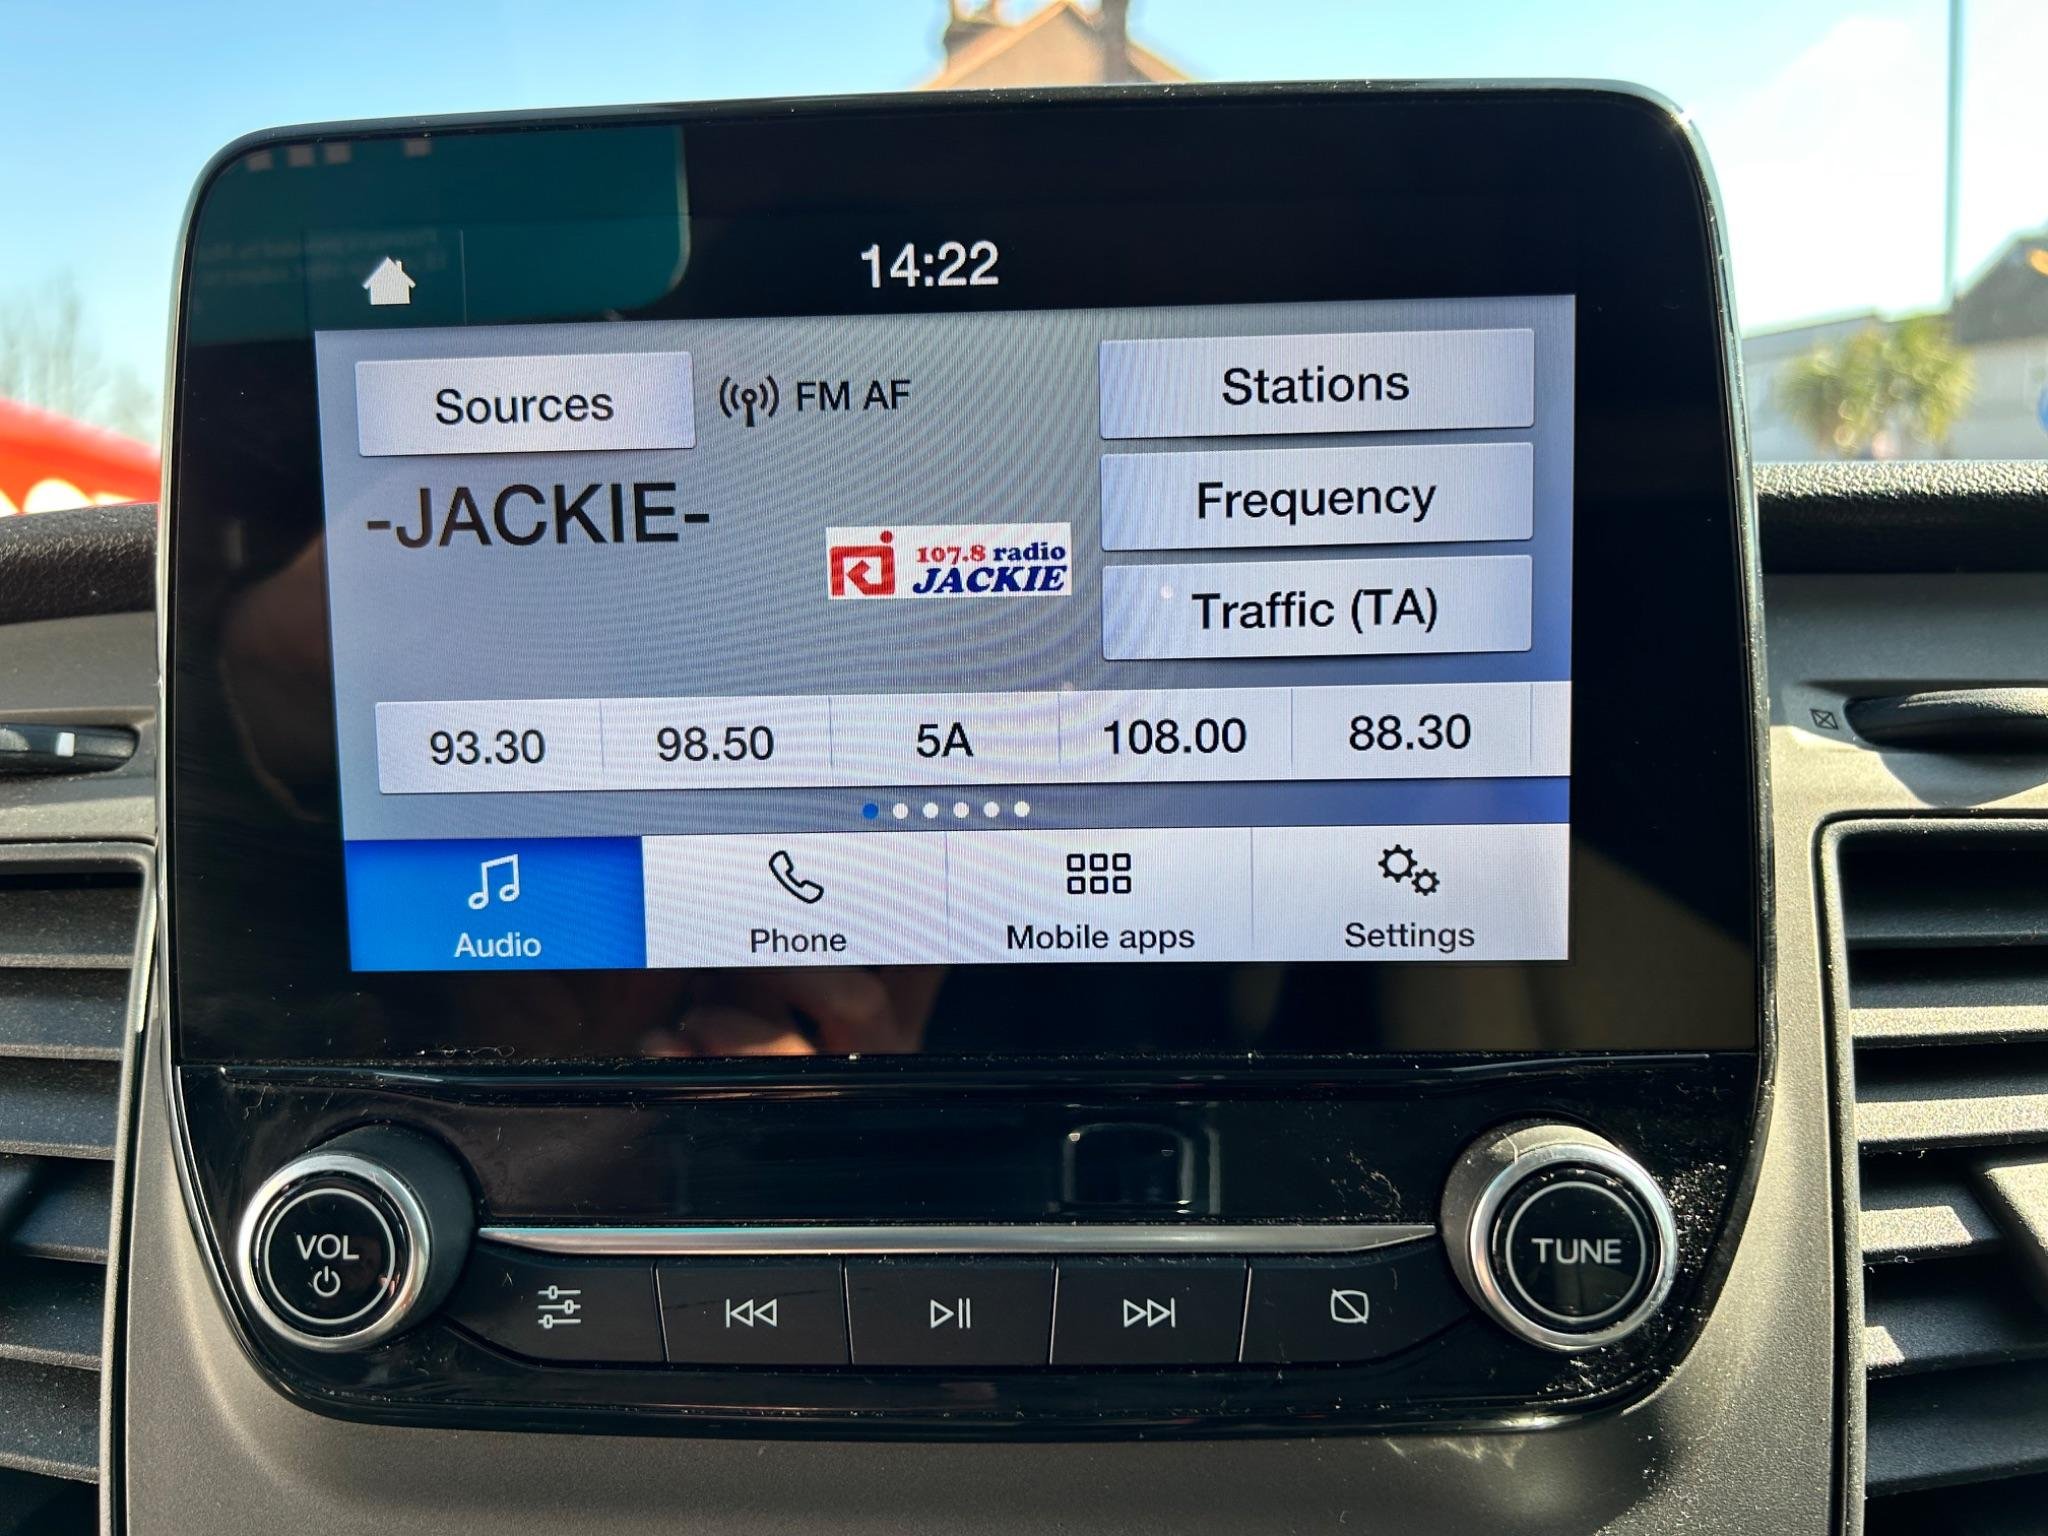 14:22
Sources
FM AF
Stations
-JACKIE-
107.8 radio
JACKIE
Frequency
Traffic (TA)
93.30
98.50
5A
108.00
88.30
Audio
Phone
Mobile apps
Settings
VOL
TUNE